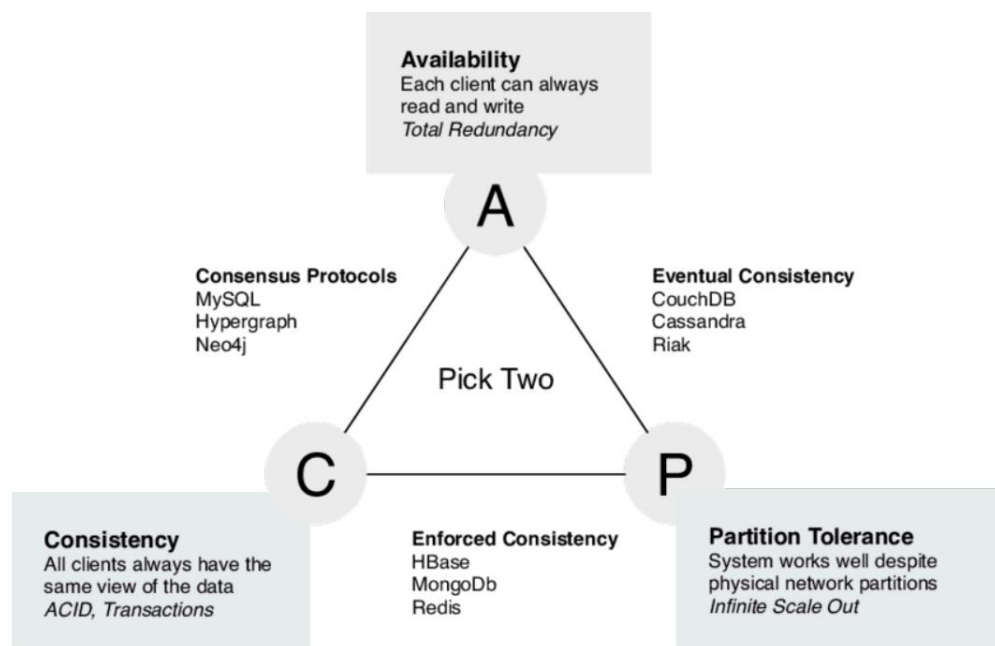 Availability
Each client can always
read and write
Total Redundancy
A
Consensus Protocols
MySQL
Hypergraph
Neo4j
Eventual Consistency
CouchDB
Cassandra
Riak
Pick Two
C
P
Consistency
All clients always have the
same view of the data
ACID, Transactions
Enforced Consistency
HBase
MongoDb
Redis
Partition Tolerance
System works well despite
physical network partitions
Infinite Scale Out